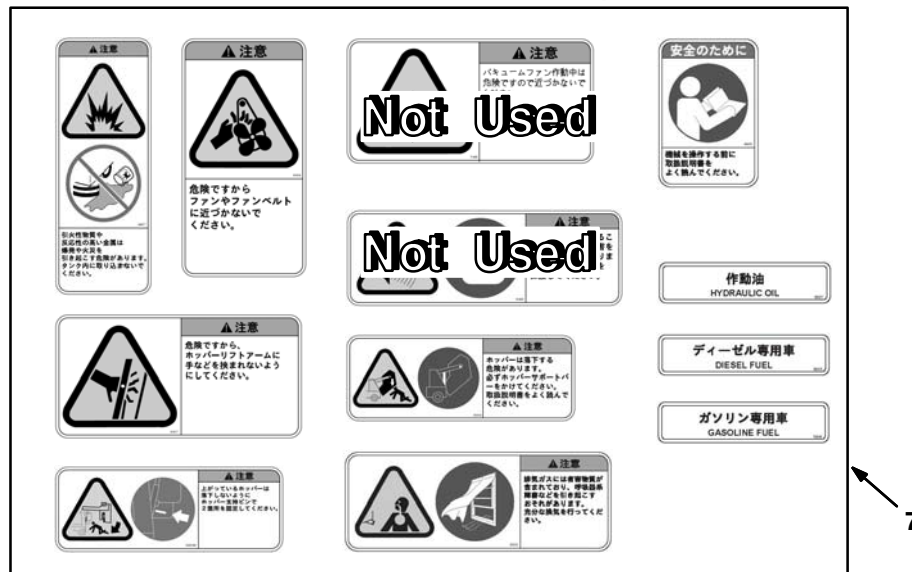 注意
引火性物質や
反応性の高い金属は
爆発や火災を
引き起こす危険があります。
タンク内に取り込まないで
ください。
注意
危険ですから
ファンやファンベルト
に近づかないで
ください。
注意
バキュームファン作動中は
危険ですので近づかないで
Not Used
安全のために
機械を操作する前に
取扱説明書を
よく読んでください。
注意
Not Used
作動油
HYDRAULIC OIL
ディーゼル専用車
DIESEL FUEL
ガソリン専用車
GASOLINE FUEL
注意
危険ですから、
ホッパーリフトアームに
手などを挟まれないよう
にしてください。
注意
ホッパーは落下する
危険があります。
必ずホッパーサポートバ
ーをかけてください。
取扱説明書をよく読んで
ください。
注意
上がっているホッパーは
落下しないように
ホッパー支持ピンで
2箇所を固定してください。
注意
排気ガスには有害物質が
含まれており、呼吸器系
障害などを引き起こす
おそれがあります。
充分な換気を行ってくだ
さい。
7